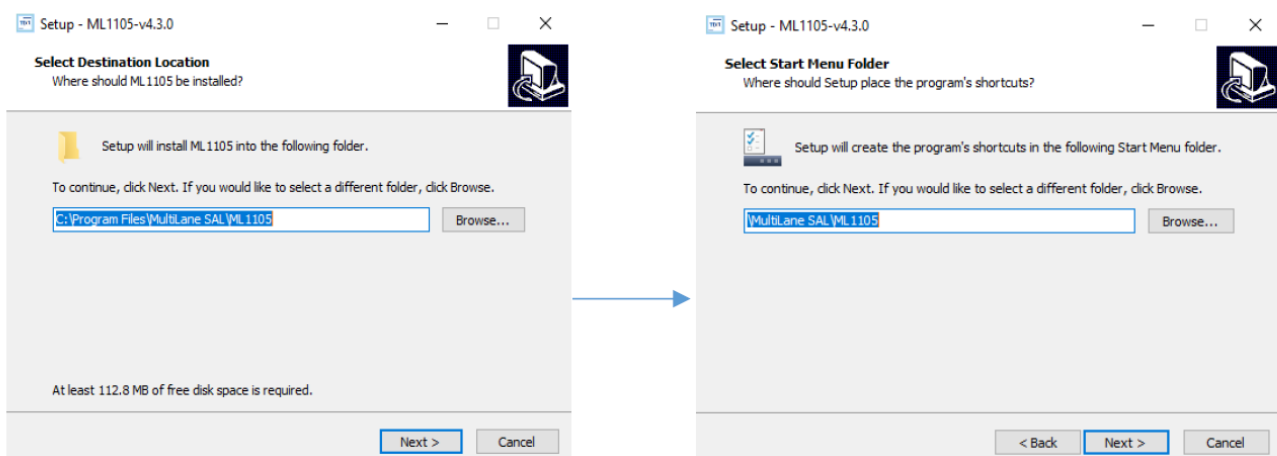 Setup - ML1105-v4.3.0
Select Destination Location
Where should ML1105 be installed?
Setup will install ML1105 into the following folder.
To continue, click Next. If you would like to select a different folder, click Browse.
C:\Program Files\MultiLane SAL\ML1105
Browse...
At least 112.8 MB of free disk space is required.
Next >
Cancel
Setup - ML1105-v4.3.0
Select Start Menu Folder
Where should Setup place the program's shortcuts?
Setup will create the program's shortcuts in the following Start Menu folder.
To continue, click Next. If you would like to select a different folder, click Browse.
\MultiLane SAL\ML1105
Browse...
< Back
Next >
Cancel